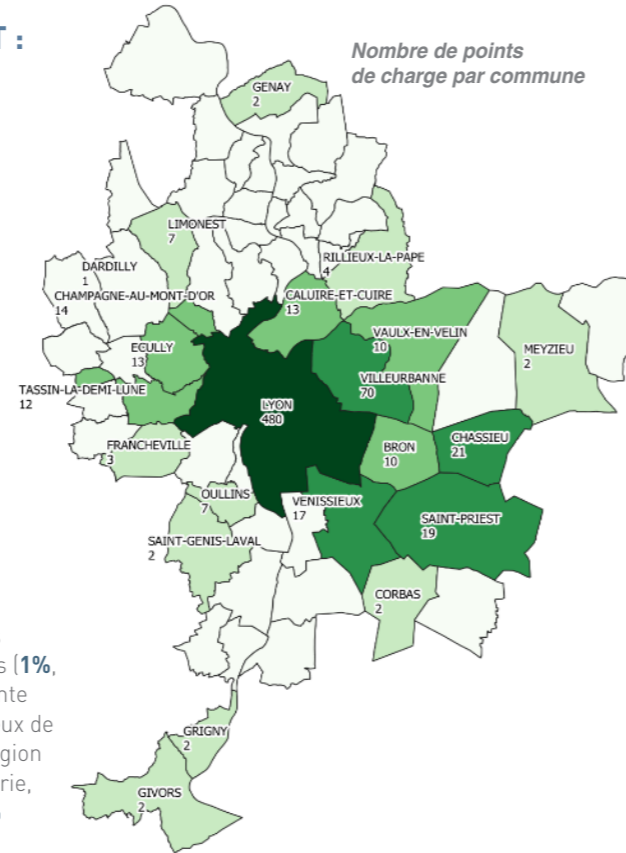 T :
Nombre de points
de charge par commune
GENAY
2
LIMONEST
7
RILLIEUX-LA-PAPE
4
DARDILLY
1
CHAMPAGNE-AU-MONT-D'OR
14
CALUIRE-ET-CUIRE
13
VAULX-EN-VELIN
10
ECULLY
13
MEYZIEU
2
VILLEURBANNE
70
TASSIN-LA-DEMI-LUNE
12
LYON
480
BRON
10
CHASSIEU
21
FRANCHEVILLE
3
OULLINS
7
VENISSIEUX
17
SAINT-PRIEST
19
SAINT-GENIS-LAVAL
2
CORBAS
2
s (1%,
nte
ux de
gion
rie,
GRIGNY
2
GIVORS
2